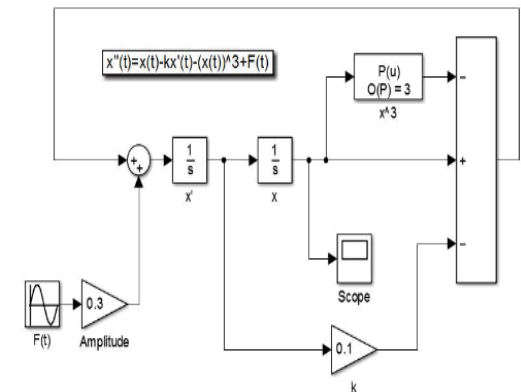 x"(t)=x(t)-kx'(t)-(x(t))^3+F(t)
P(u)
O(P) = 3
x^3
−
+
−
+
+
1
s
x'
1
s
x
Scope
0.3
F(t)
Amplitude
0.1
k